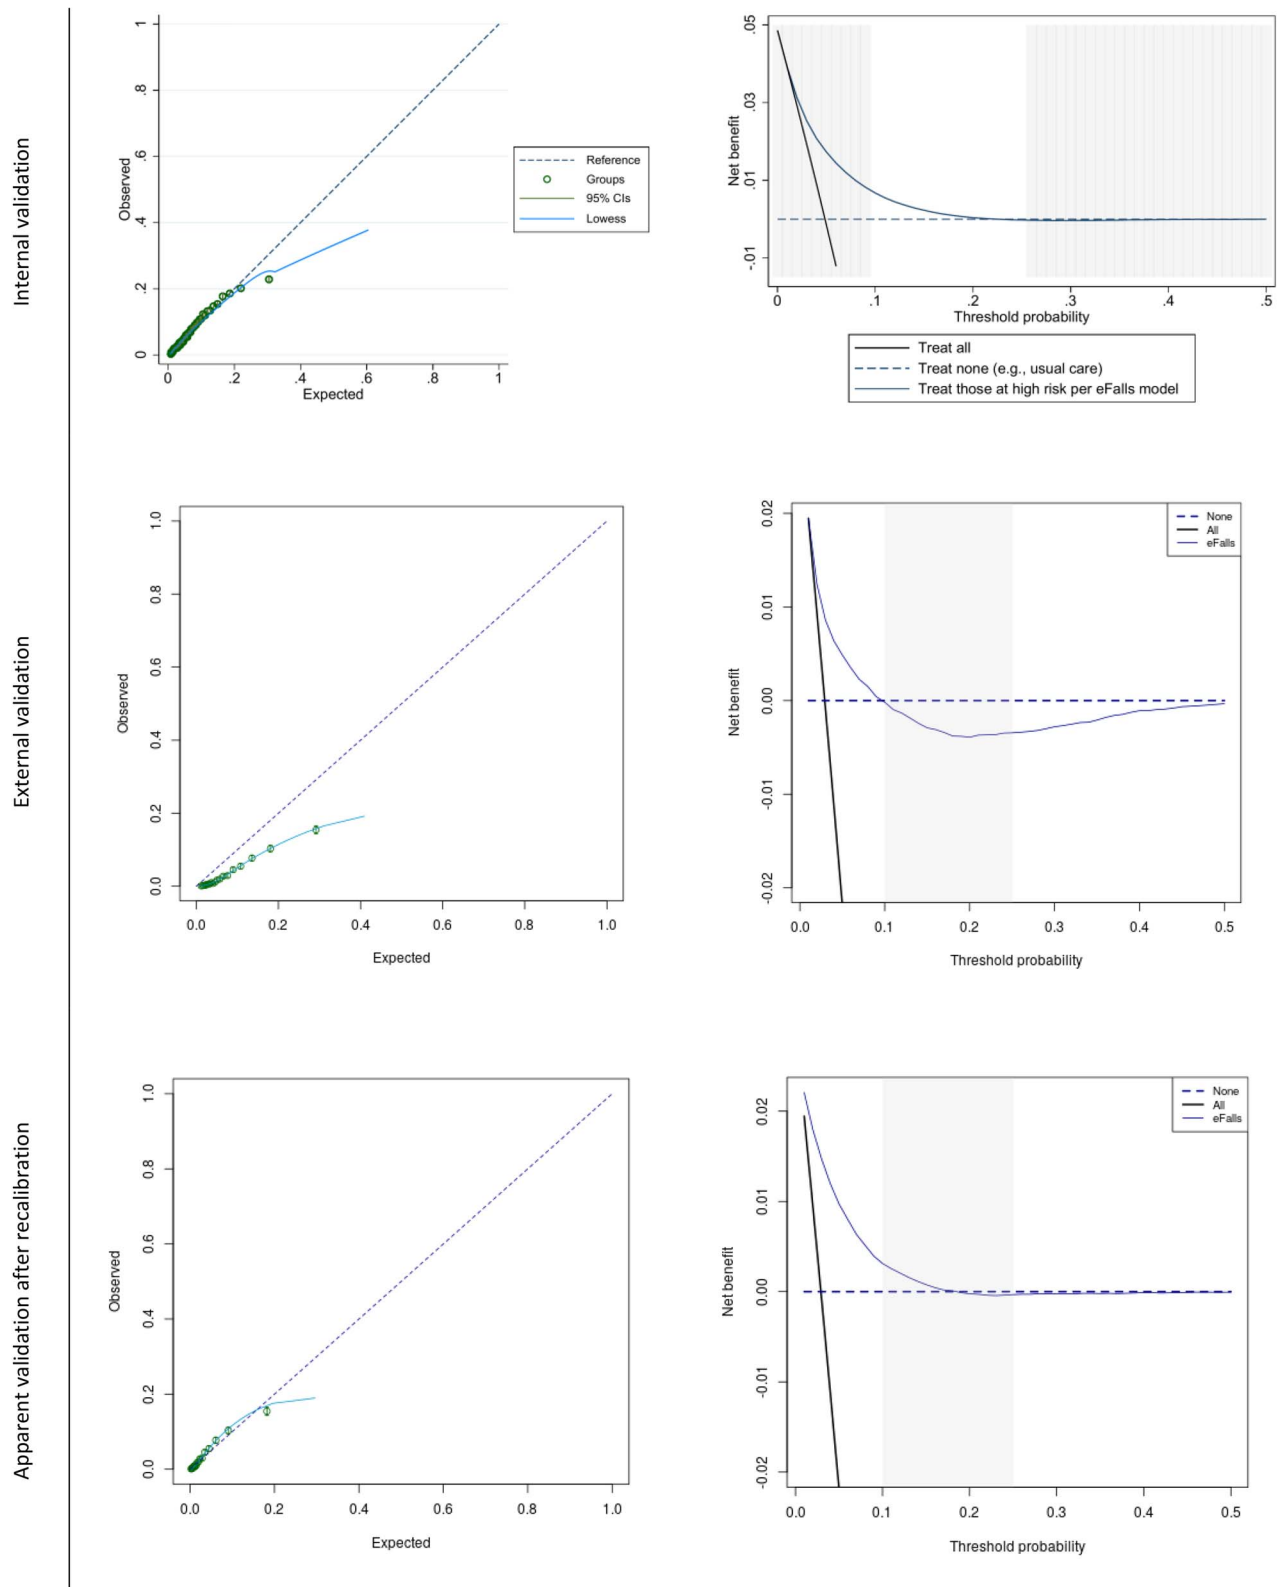 Internal validation
Observed
1
.8
.6
.4
.2
0
0 .2 .4 .6 .8 1
Expected
Reference
Groups
95% CIs
Lowess
Net benefit
.05
.03
.01
-.01
0 .1 .2 .3 .4 .5
Threshold probability
Treat all
Treat none (e.g., usual care)
Treat those at high risk per eFalls model
External validation
Observed
1.0
0.8
0.6
0.4
0.2
0.0
0.0 0.2 0.4 0.6 0.8 1.0
Expected
Net benefit
0.02
0.01
0.00
-0.01
-0.02
None
All
eFalls
0.0 0.1 0.2 0.3 0.4 0.5
Threshold probability
Apparent validation after recalibration
Observed
1.0
0.8
0.6
0.4
0.2
0.0
0.0 0.2 0.4 0.6 0.8 1.0
Expected
Net benefit
0.02
0.01
0.00
-0.01
-0.02
None
All
eFalls
0.0 0.1 0.2 0.3 0.4 0.5
Threshold probability